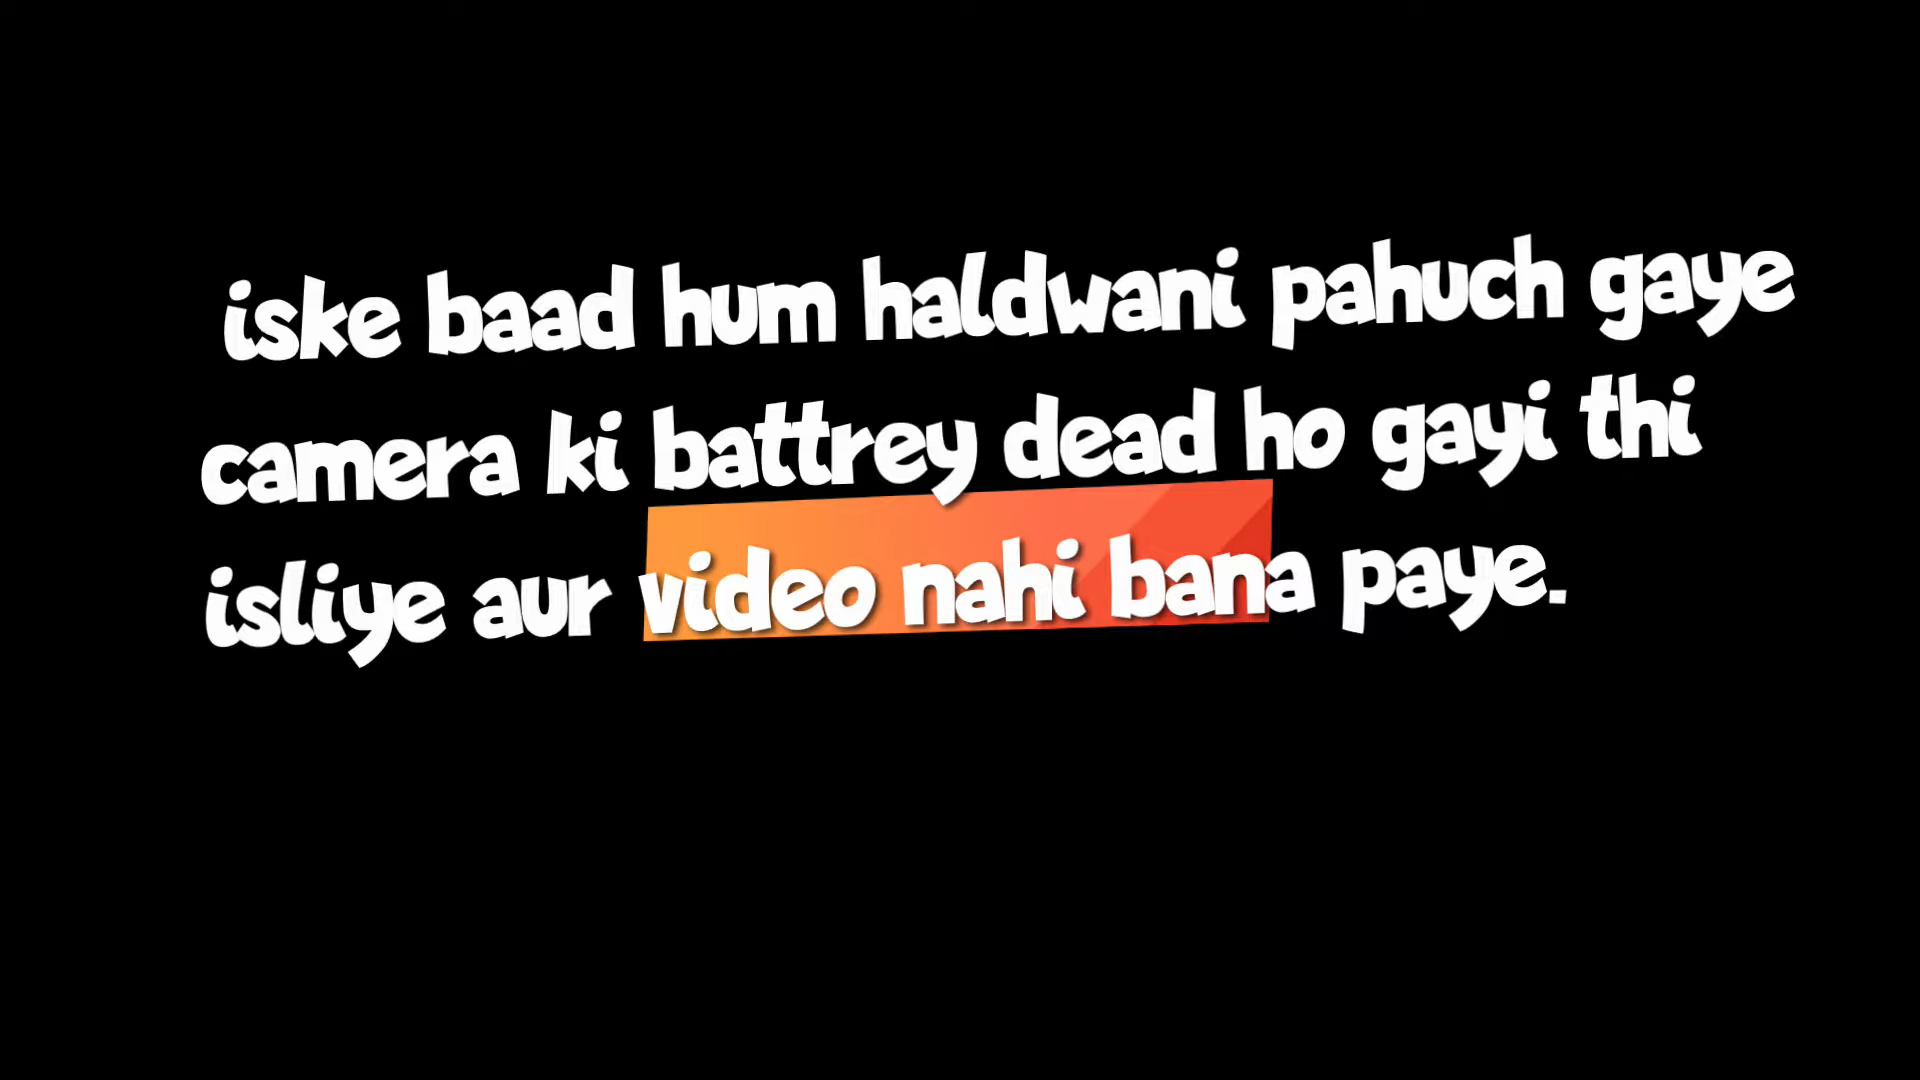 iske baad hum haldwani pahuch gaye
camera ki battrey dead ho gayi thi
isliye aur video nahi bana paye.